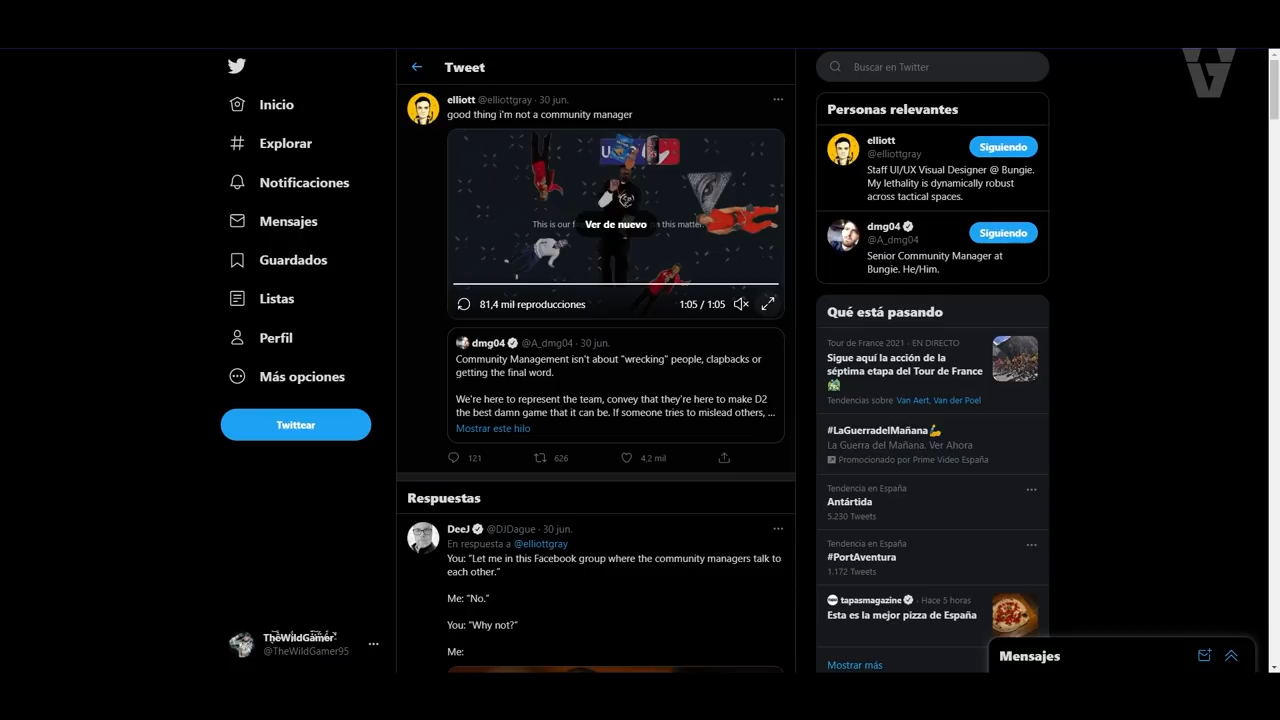 Inicio
Explorar
Notificaciones
Mensajes
Guardados
Listas
Perfil
Más opciones
Twittear
TheWildGamer
@TheWildGamer95
Tweet
elliott @elliottgray · 30 jun.
good thing i'm not a community manager
This is our f
n this matter.
Ver de nuevo
81,4 mil reproducciones
1:05 / 1:05
dmg04 @A_dmg04 · 30 jun.
Community Management isn't about "wrecking" people, clapbacks or
getting the final word.
We're here to represent the team, convey that they're here to make D2
the best damn game that it can be. If someone tries to mislead others, ...
Mostrar este hilo
121
626
4,2 mil
Respuestas
DeeJ @DJDague · 30 jun.
En respuesta a @elliottgray
You: "Let me in this Facebook group where the community managers talk to
each other."
Me: "No."
You: "Why not?"
Me:
Buscar en Twitter
Personas relevantes
elliott
@elliottgray
Siguiendo
Staff UI/UX Visual Designer @ Bungie.
My lethality is dynamically robust
across tactical spaces.
dmg04
@A_dmg04
Siguiendo
Senior Community Manager at
Bungie. He/Him.
Qué está pasando
Tour de France 2021 · EN DIRECTO
Sigue aquí la acción de la
séptima etapa del Tour de France
Tendencias sobre Van Aert, Van der Poel
#LaGuerradelMañana
La Guerra del Mañana. Ver Ahora
Promocionado por Prime Video España
Tendencia en España
Antártida
5.230 Tweets
Tendencia en España
#PortAventura
1.172 Tweets
tapasmagazine · Hace 5 horas
Esta es la mejor pizza de España
Mostrar más
Mensajes